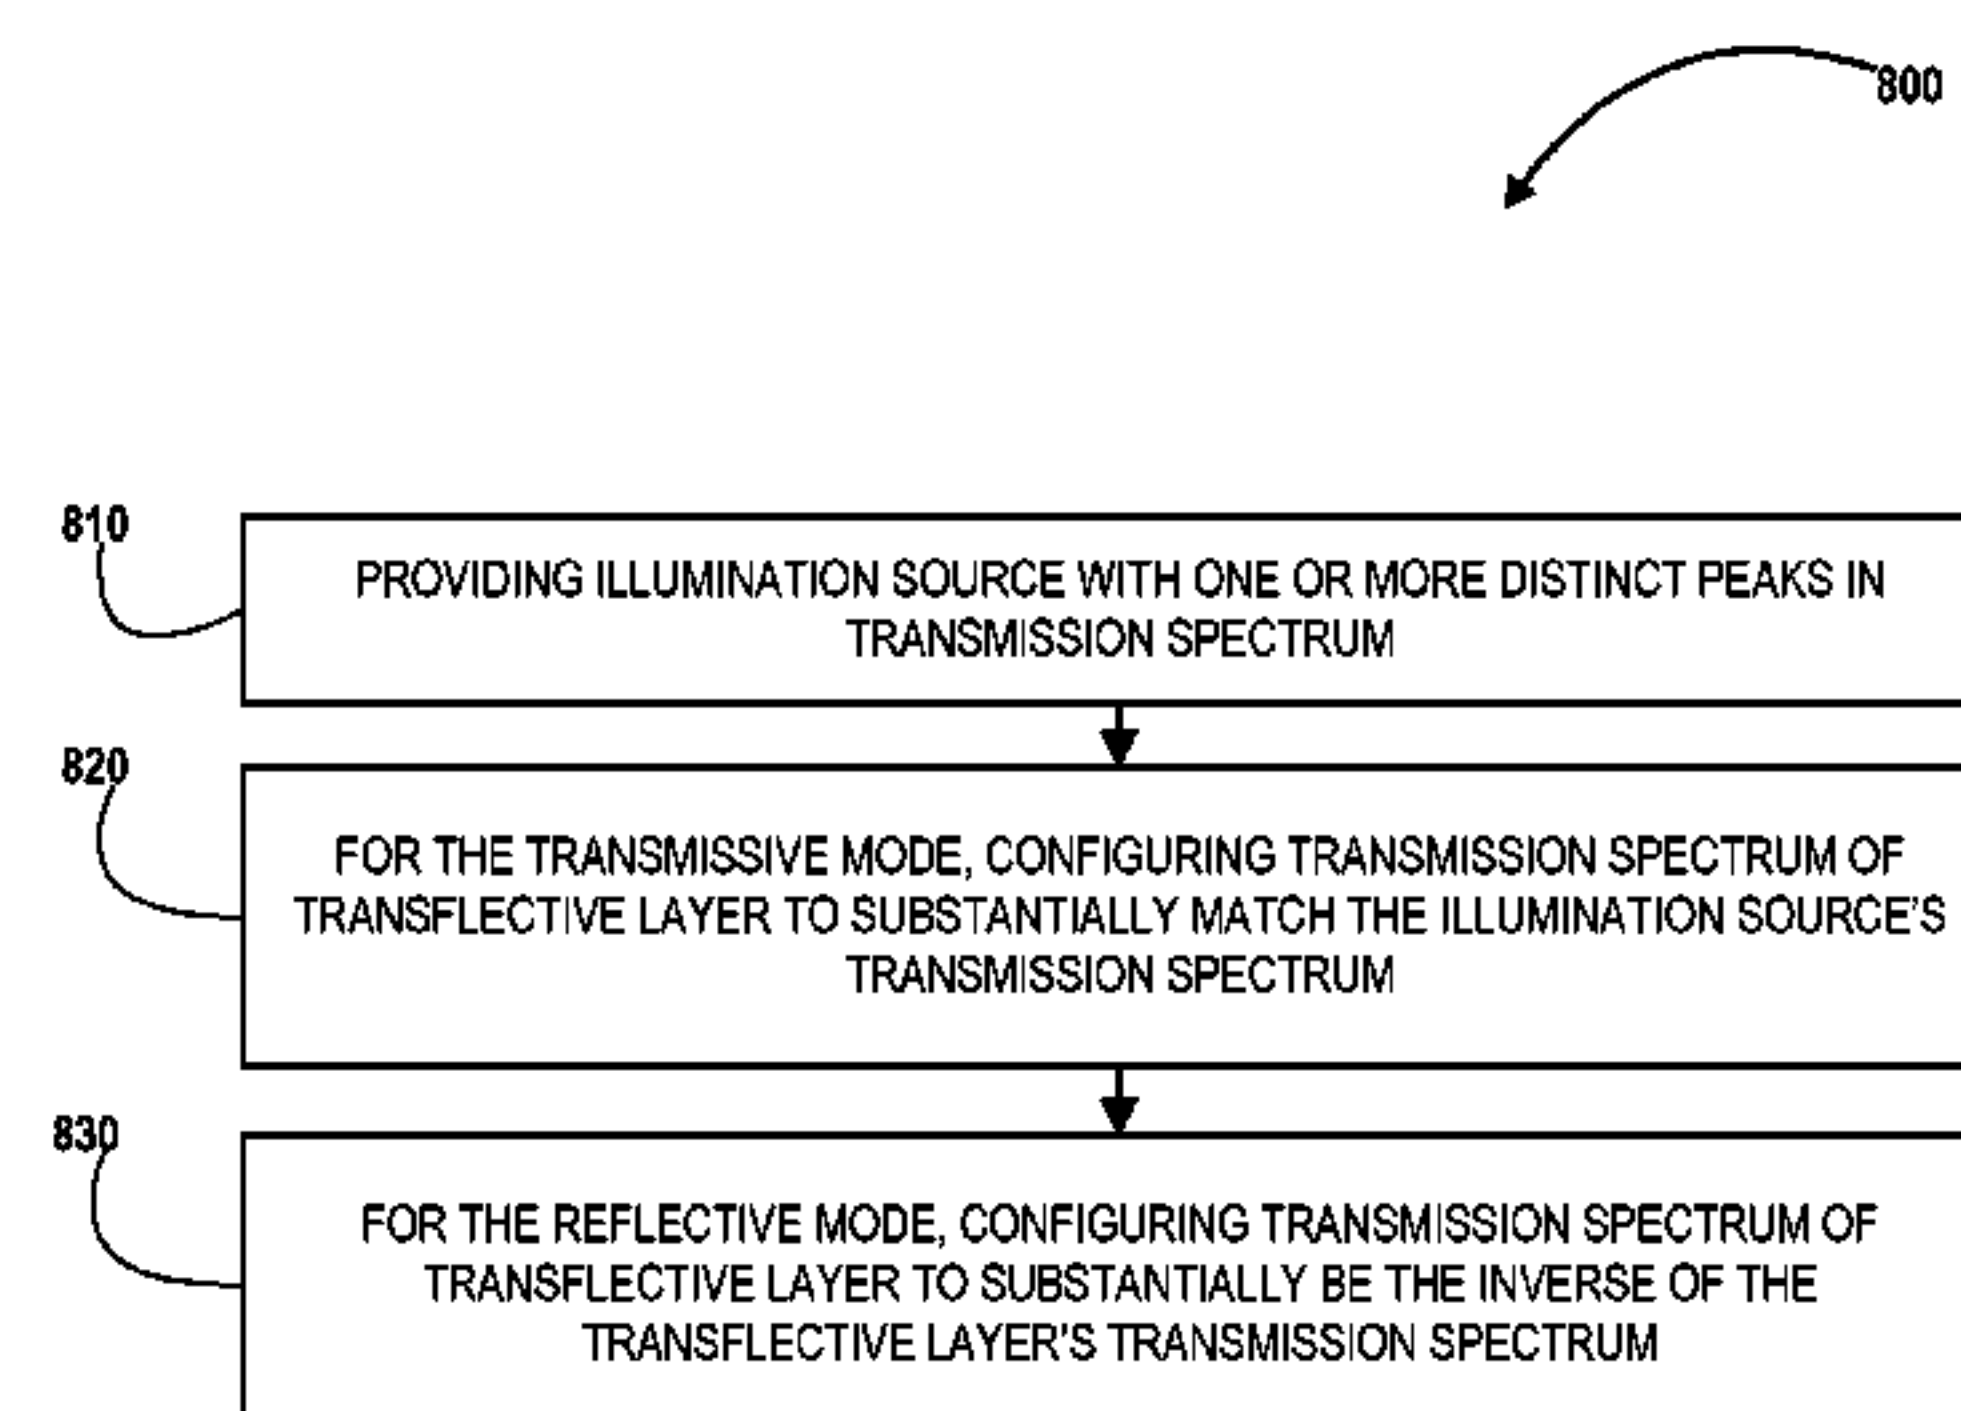 800
810
PROVIDING ILLUMINATION SOURCE WITH ONE OR MORE DISTINCT PEAKS IN
TRANSMISSION SPECTRUM
820
FOR THE TRANSMISSIVE MODE, CONFIGURING TRANSMISSION SPECTRUM OF
TRANSFLECTIVE LAYER TO SUBSTANTIALLY MATCH THE ILLUMINATION SOURCE'S
TRANSMISSION SPECTRUM
830
FOR THE REFLECTIVE MODE, CONFIGURING TRANSMISSION SPECTRUM OF
TRANSFLECTIVE LAYER TO SUBSTANTIALLY BE THE INVERSE OF THE
TRANSFLECTIVE LAYER'S TRANSMISSION SPECTRUM